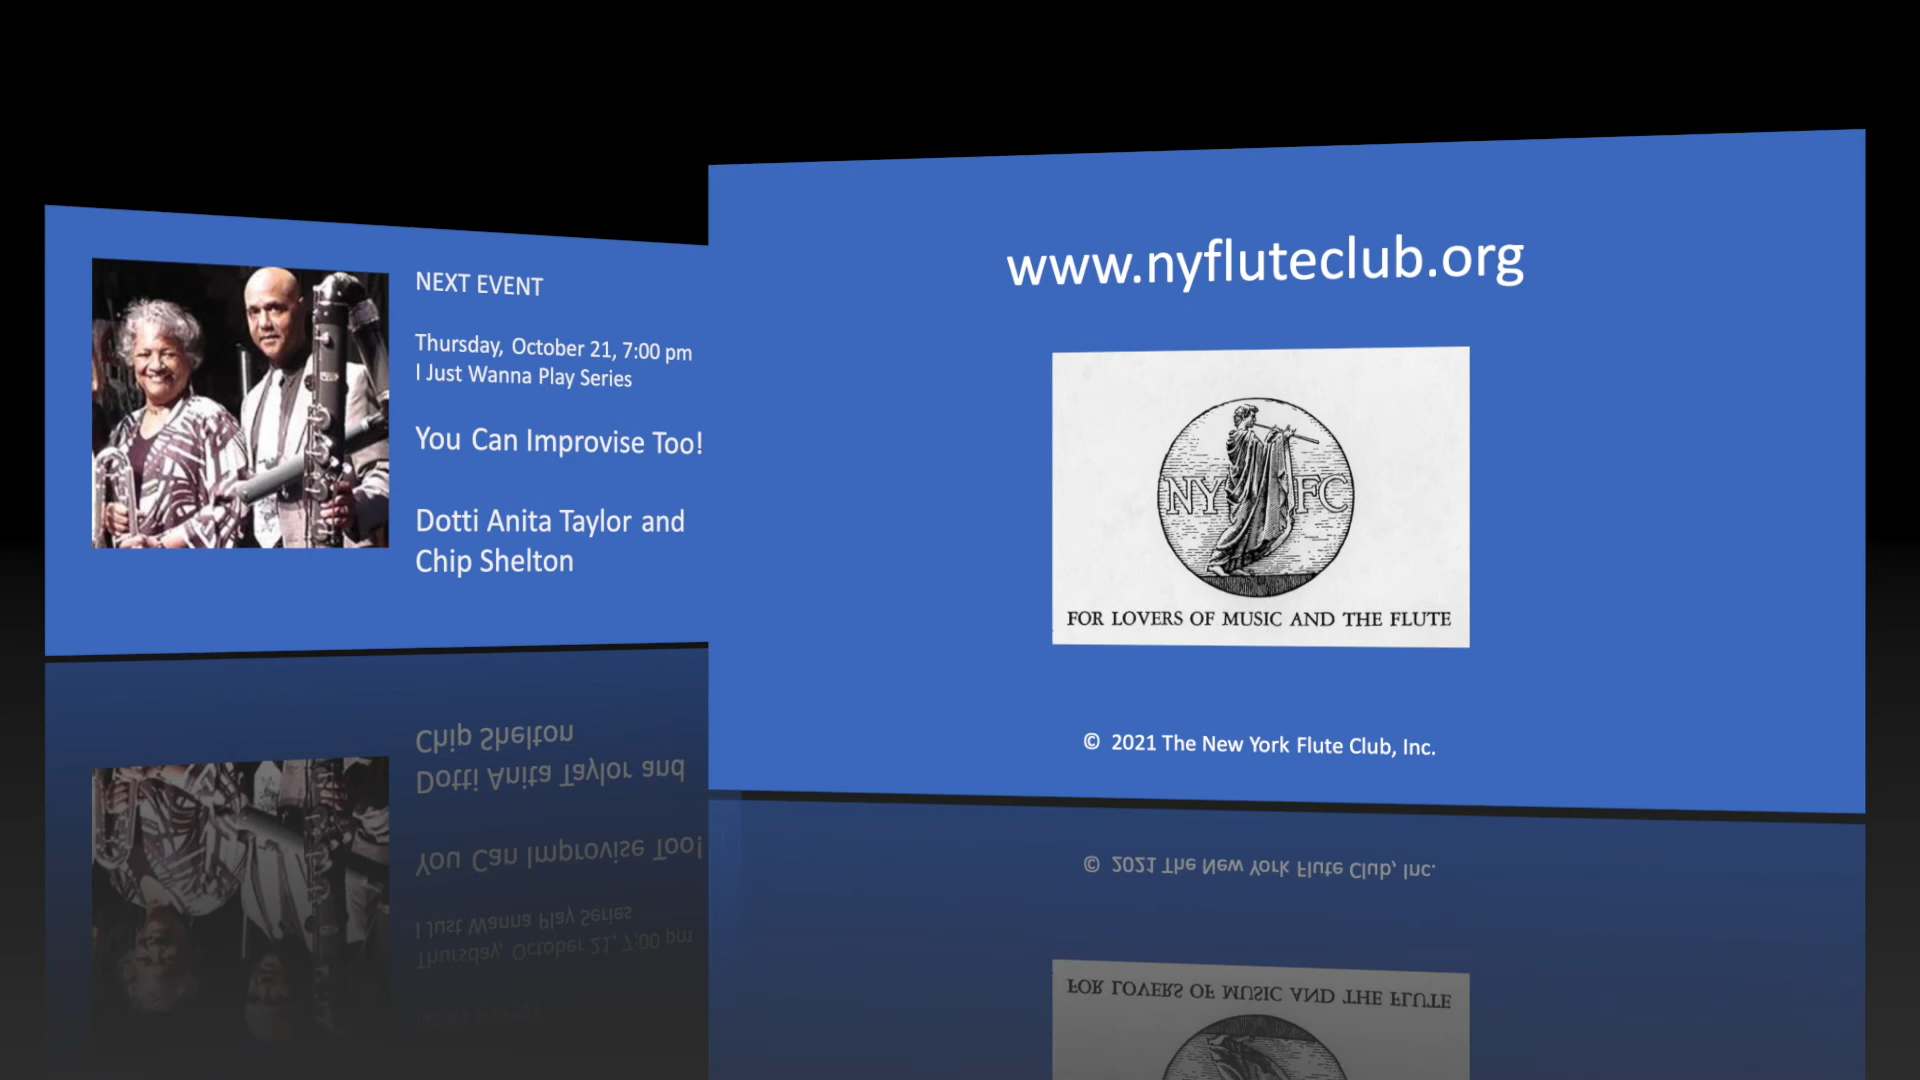 NEXT EVENT
Thursday, October 21, 7:00 pm
I Just Wanna Play Series
You Can Improvise Too!
Dotti Anita Taylor and
Chip Shelton
www.nyfluteclub.org
NY FC
FOR LOVERS OF MUSIC AND THE FLUTE
© 2021 The New York Flute Club, Inc.